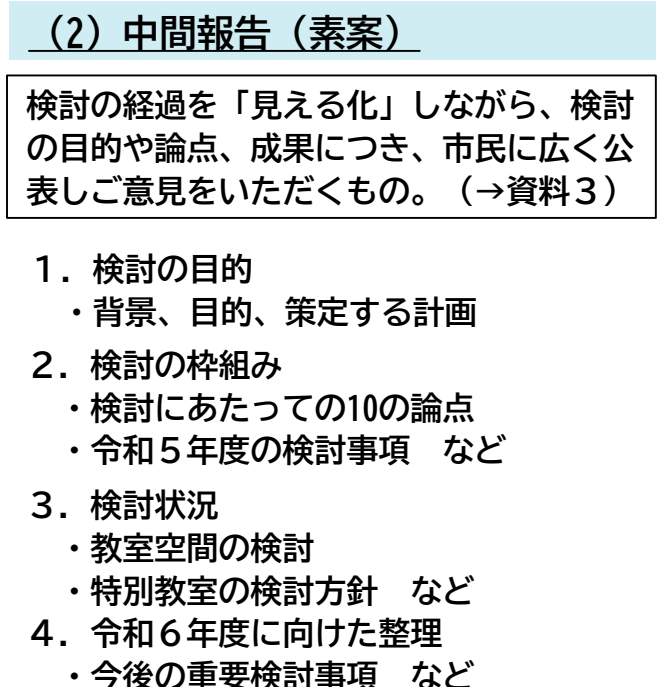 （2）中間報告（素案）
検討の経過を「見える化」しながら、検討
の目的や論点、成果につき、市民に広く公
表しご意見をいただくもの。（→資料３）
１．検討の目的
・背景、目的、策定する計画
２．検討の枠組み
・検討にあたっての10の論点
・令和５年度の検討事項　など
３．検討状況
・教室空間の検討
・特別教室の検討方針　など
４．令和６年度に向けた整理
・今後の重要検討事項　など